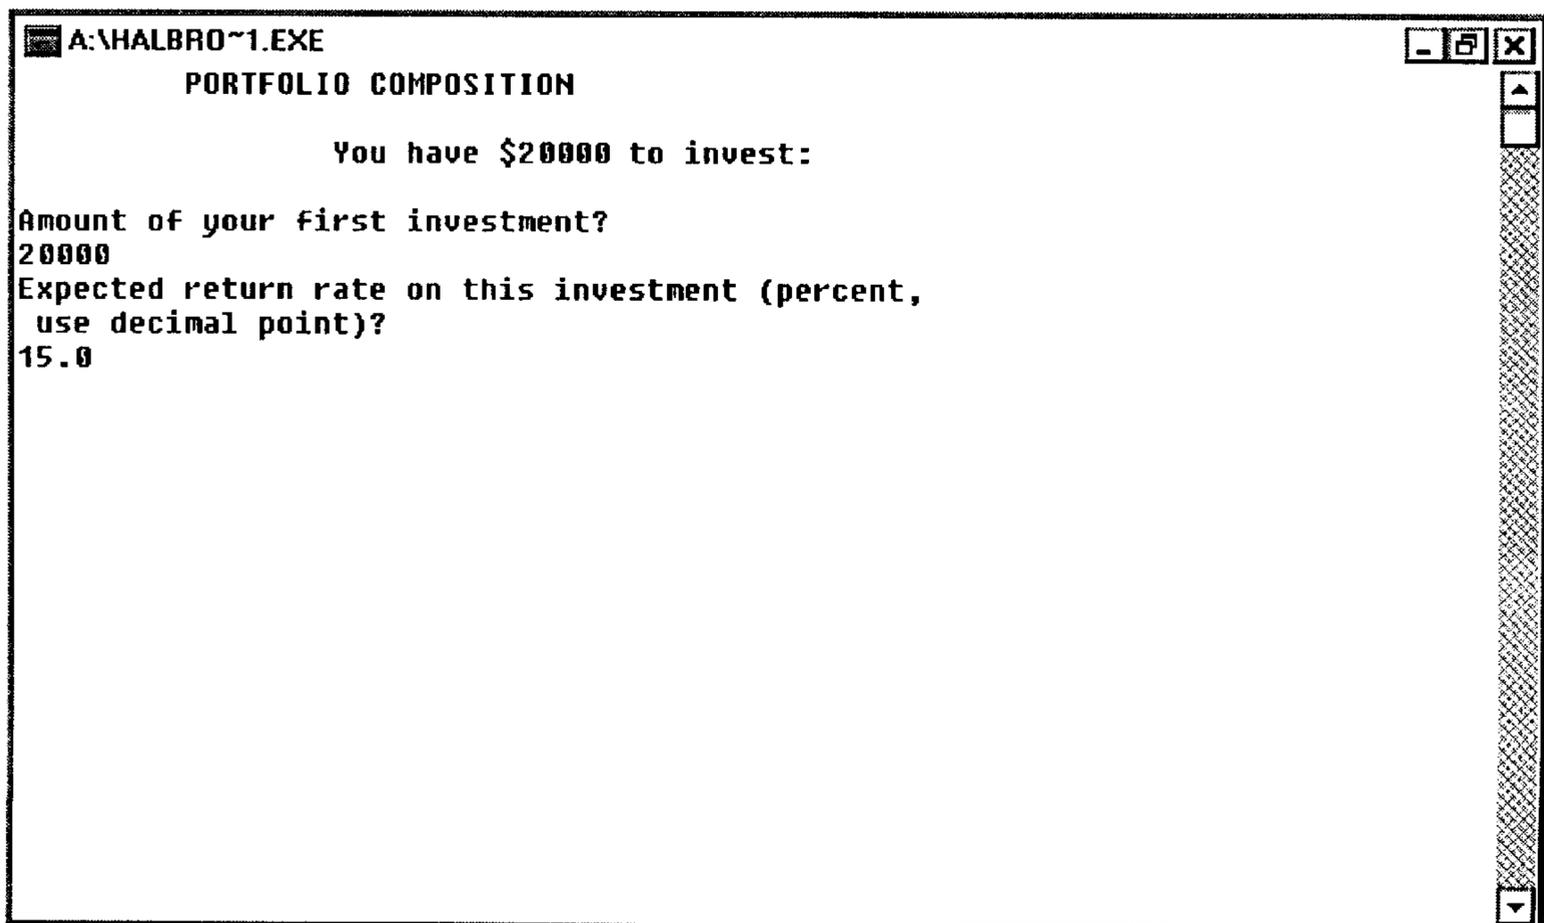 A:\HALBRO~1.EXE
PORTFOLIO COMPOSITION
You have $20000 to invest:
Amount of your first investment?
20000
Expected return rate on this investment (percent,
use decimal point)?
15.0